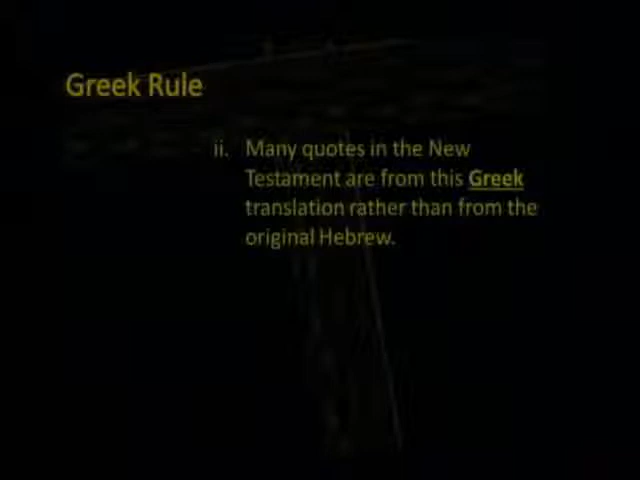 Greek Rule
ii. Many quotes in the New
Testament are from this Greek
translation rather than from the
original Hebrew.